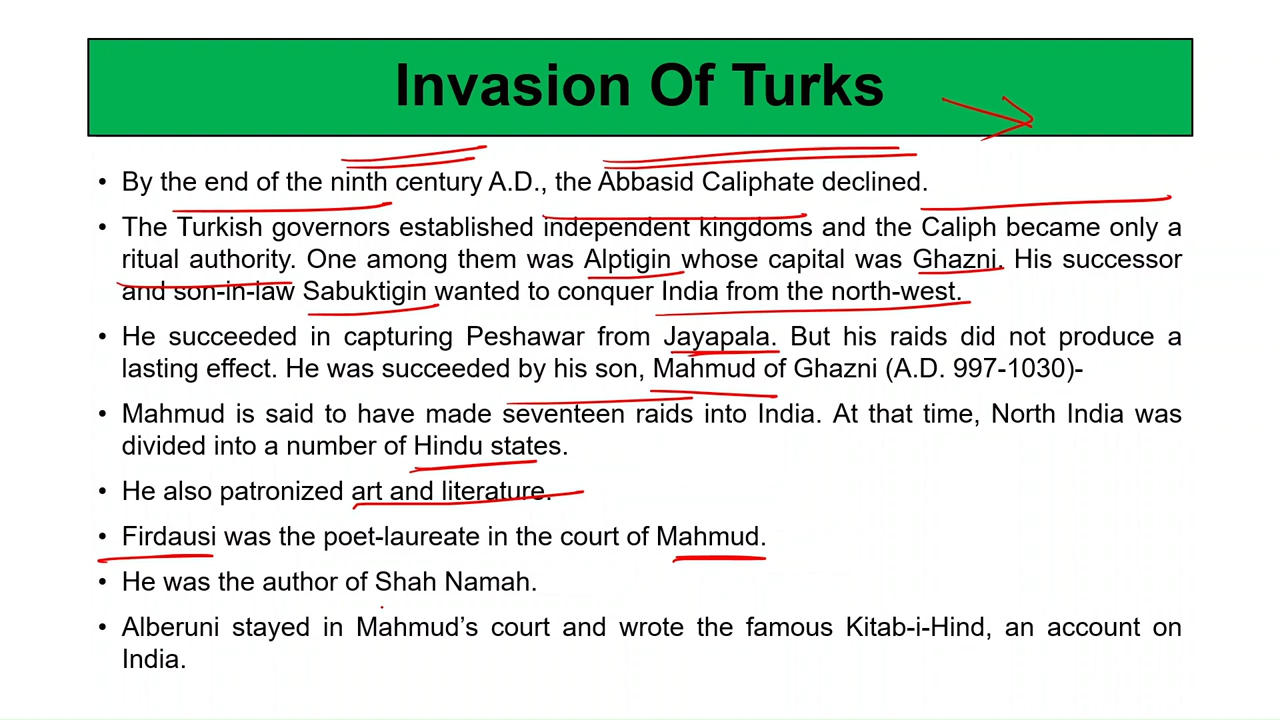 Invasion Of Turks
• By the end of the ninth century A.D., the Abbasid Caliphate declined.
• The Turkish governors established independent kingdoms and the Caliph became only a
ritual authority. One among them was Alptigin whose capital was Ghazni. His successor
and son-in-law Sabuktigin wanted to conquer India from the north-west.
• He succeeded in capturing Peshawar from Jayapala. But his raids did not produce a
lasting effect. He was succeeded by his son, Mahmud of Ghazni (A.D. 997-1030)-
• Mahmud is said to have made seventeen raids into India. At that time, North India was
divided into a number of Hindu states.
• He also patronized art and literature.
• Firdausi was the poet-laureate in the court of Mahmud.
• He was the author of Shah Namah.
• Alberuni stayed in Mahmud’s court and wrote the famous Kitab-i-Hind, an account on
India.